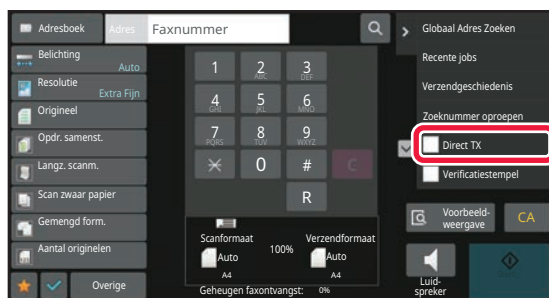 Adresboek
Adres
Faxnummer
Belichting
Auto
Resolutie
Extra Fijn
Origineel
Opdr. samenst.
Langz. scanm.
Scan zwaar papier
Gemengd form.
Aantal originelen
Overige
1
2
ABC
3
DEF
4
GHI
5
JKL
6
MNO
7
PQRS
8
TUV
9
WXYZ
0
#
C
R
Scanformaat
Auto
A4
100%
Verzendformaat
Auto
A4
Geheugen faxontvangst: 0%
Globaal Adres Zoeken
Recente jobs
Verzendgeschiedenis
Zoeknummer oproepen
Direct TX
Verificatiestempel
Voorbeeld-
weergave
CA
Luid-
spreker